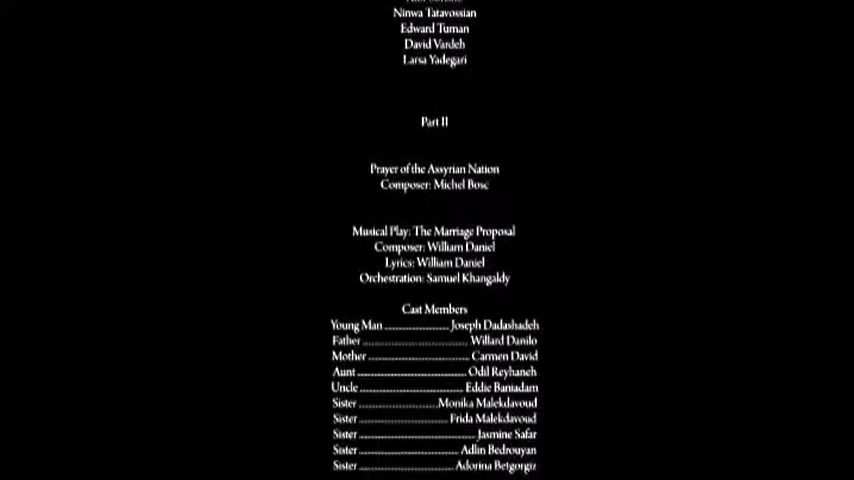 Ninwa Tatavossian
Edward Tuman
David Vardeh
Larsa Yadegari
Part II
Prayer of the Assyrian Nation
Composer: Michel Bosc
Musical Play: The Marriage Proposal
Composer: William Daniel
Lyrics: William Daniel
Orchestration: Samuel Khangaldy
Cast Members
Young Man ........................ Joseph Dadashadeh
Father ........................ Willard Danilo
Mother ........................ Carmen David
Aunt ........................ Odil Reyhaneh
Uncle ........................ Eddie Baniadam
Sister ........................ Monika Malekdavoud
Sister ........................ Frida Malekdavoud
Sister ........................ Jasmine Safar
Sister ........................ Adlin Bedrouyan
Sister ........................ Adorina Betgorgiz